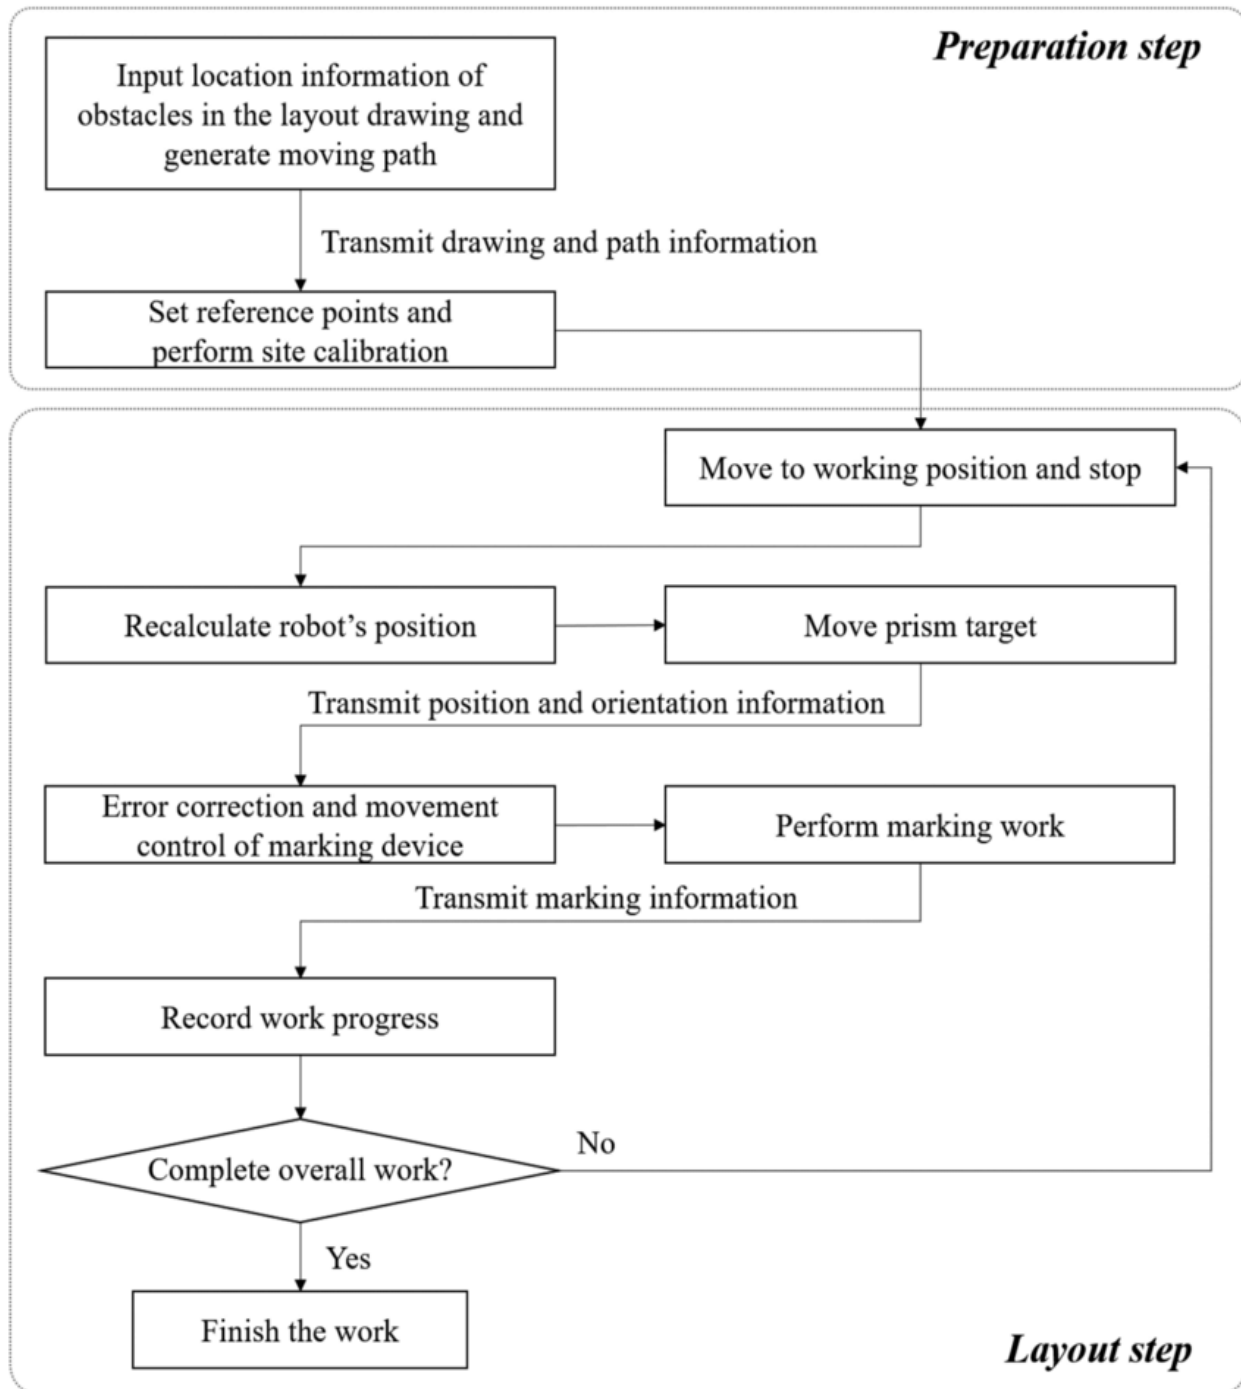 Preparation step
Input location information of
obstacles in the layout drawing and
generate moving path
Transmit drawing and path information
Set reference points and
perform site calibration
Move to working position and stop
Recalculate robot’s position
Move prism target
Transmit position and orientation information
Error correction and movement
control of marking device
Perform marking work
Transmit marking information
Record work progress
Complete overall work?
No
Yes
Finish the work
Layout step